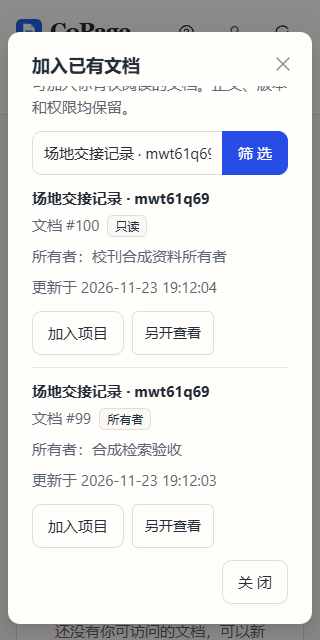 CoPage
加入已有文档
可加入你有权阅读的文档。正文、版本
和权限均保留。
场地交接记录 · mwt61q69
筛 选
场地交接记录 · mwt61q69
文档 #100 只读
所有者：校刊合成资料所有者
更新于 2026-11-23 19:12:04
加入项目 另开查看
场地交接记录 · mwt61q69
文档 #99 所有者
所有者：合成检索验收
更新于 2026-11-23 19:12:03
加入项目 另开查看
关 闭
还没有你可访问的文档，可以新